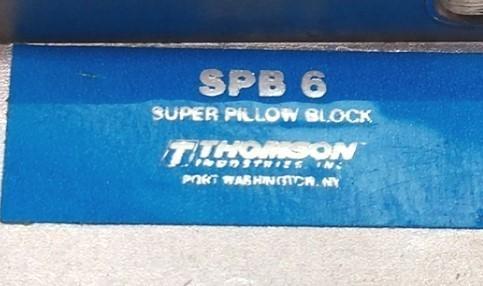 SPB 6
SUPER PILLOW BLOCK
THOMSON
INDUSTRIES INC.
PORT WASHINGTON, NY